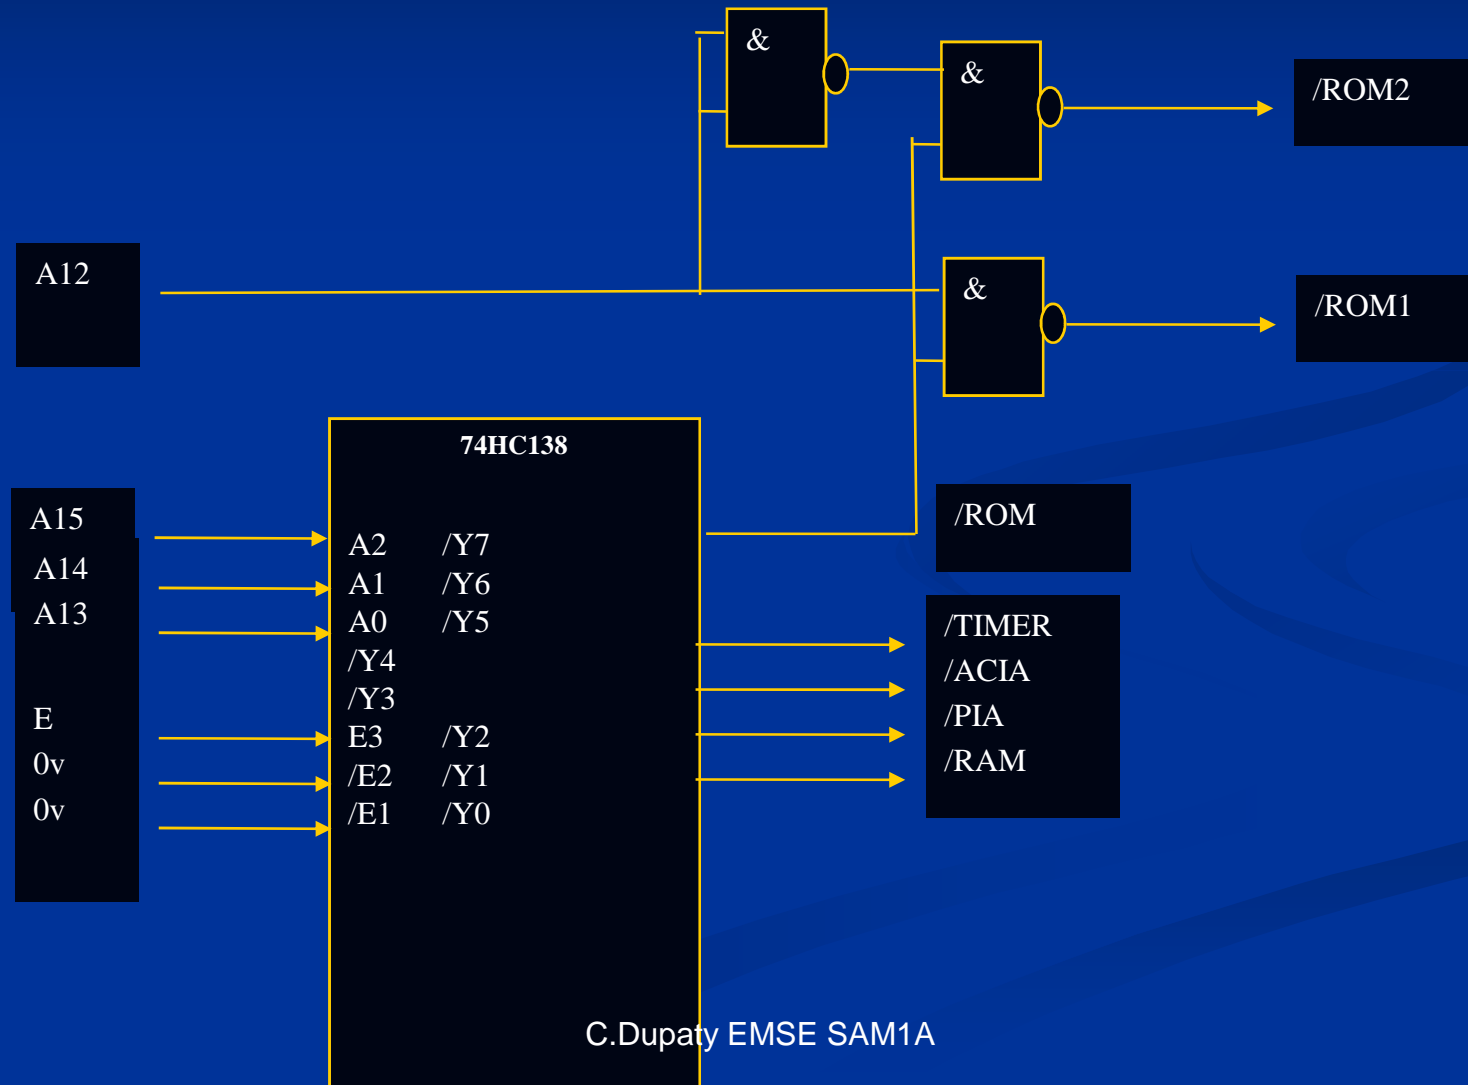 &
&
/ROM2
A12
&
/ROM1
74HC138
A15
A14
A13
E
0v
0v
A2 /Y7
A1 /Y6
A0 /Y5
/Y4
/Y3
E3 /Y2
/E2 /Y1
/E1 /Y0
/ROM
/TIMER
/ACIA
/PIA
/RAM
C.Dupaty EMSE SAM1A